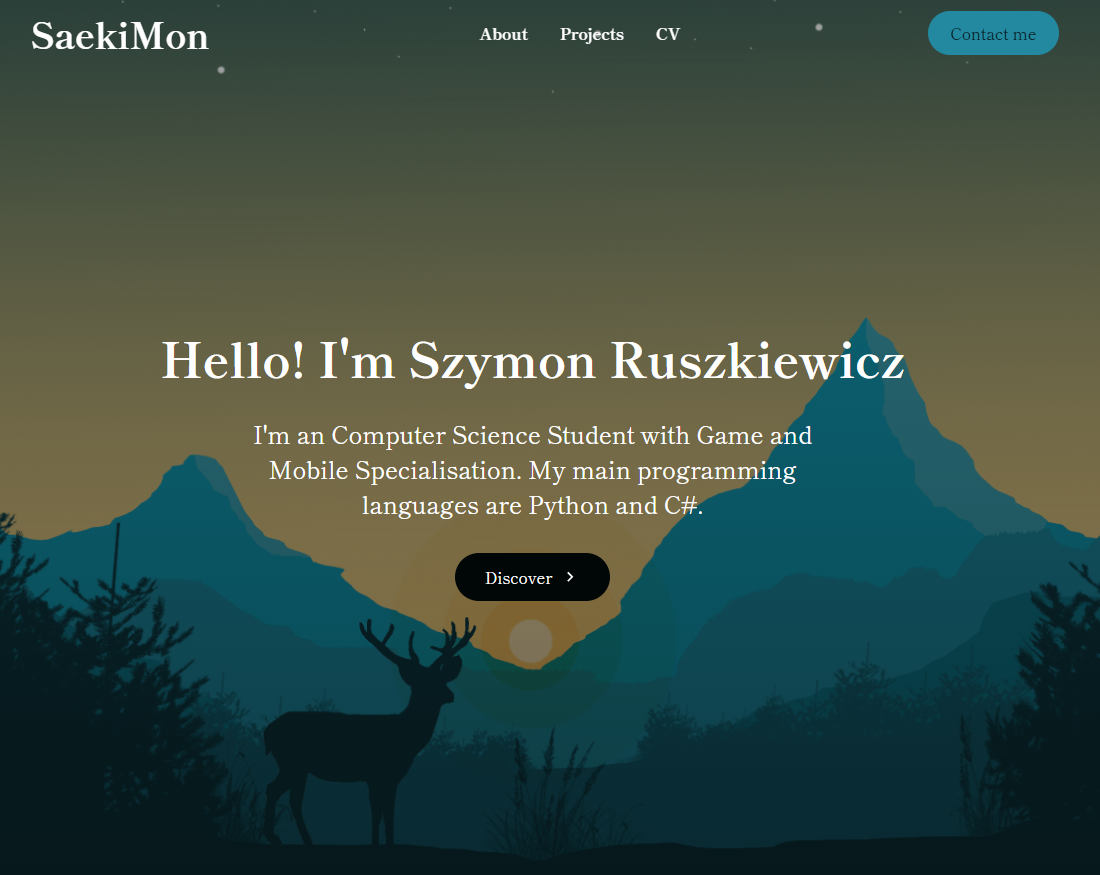 SaekiMon
About Projects CV
Contact me
Hello! I'm Szymon Ruszkiewicz
I'm an Computer Science Student with Game and
Mobile Specialisation. My main programming
languages are Python and C#.
Discover